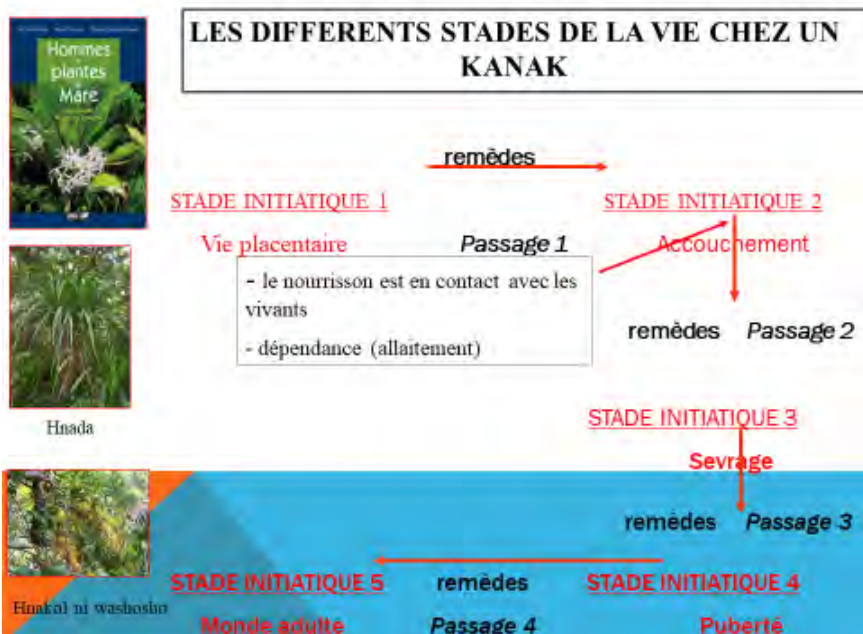 LES DIFFERENTS STADES DE LA VIE CHEZ UN
KANAK
Hommes
plantes
Mare
remèdes
STADE INITIATIQUE 1
STADE INITIATIQUE 2
Vie placentaire
Passage 1
Accouchement
- le nourrisson est en contact avec les
vivants
- dépendance (allaitement)
remèdes
Passage 2
Hnada
STADE INITIATIQUE 3
Sevrage
remèdes
Passage 3
STADE INITIATIQUE 5
remèdes
STADE INITIATIQUE 4
Hnakol ni washosho
Monde adulte
Passage 4
Puberté